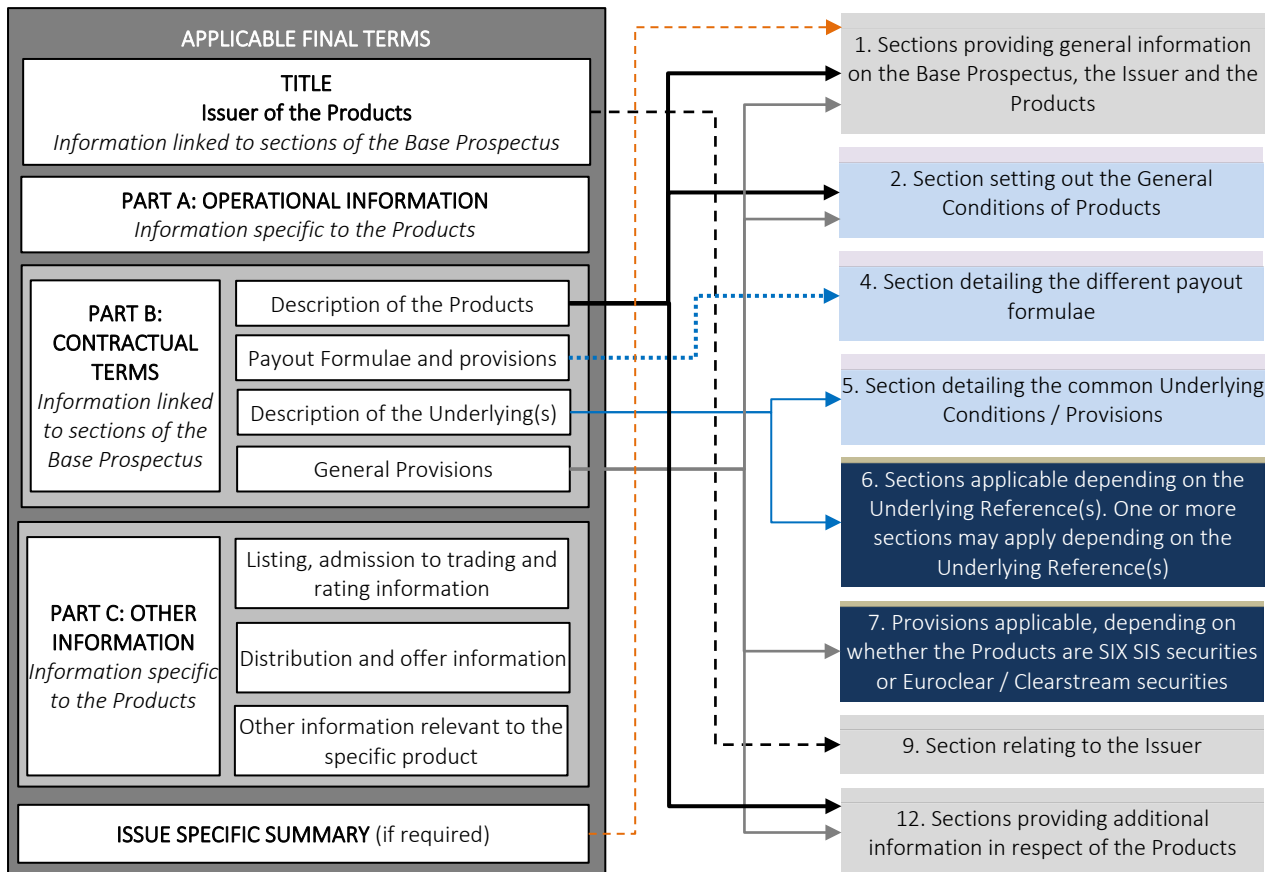 APPLICABLE FINAL TERMS
TITLE
Issuer of the Products
Information linked to sections of the Base Prospectus
PART A: OPERATIONAL INFORMATION
Information specific to the Products
PART B:
CONTRACTUAL
TERMS
Information linked
to sections of the
Base Prospectus
Description of the Products
Payout Formulae and provisions
Description of the Underlying(s)
General Provisions
PART C: OTHER
INFORMATION
Information specific
to the Products
Listing, admission to trading and
rating information
Distribution and offer information
Other information relevant to the
specific product
ISSUE SPECIFIC SUMMARY (if required)
1. Sections providing general information
on the Base Prospectus, the Issuer and the
Products
2. Section setting out the General
Conditions of Products
4. Section detailing the different payout
formulae
5. Section detailing the common Underlying
Conditions / Provisions
6. Sections applicable depending on the
Underlying Reference(s). One or more
sections may apply depending on the
Underlying Reference(s)
7. Provisions applicable, depending on
whether the Products are SIX SIS securities
or Euroclear / Clearstream securities
9. Section relating to the Issuer
12. Sections providing additional
information in respect of the Products